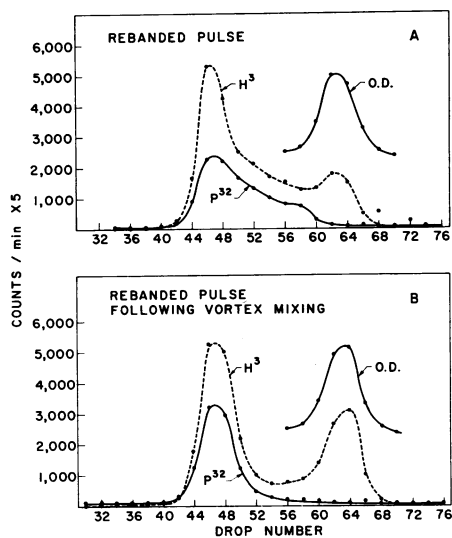 REBANDED PULSE
A
6,000
5,000
4,000
3,000
2,000
1,000
H³
O.D.
P³²
32 36 40 44 48 52 56 60 64 68 72 76
COUNTS / min X5
REBANDED PULSE
FOLLOWING VORTEX MIXING
B
6,000
5,000
4,000
3,000
2,000
1,000
H³
O.D.
P³²
32 36 40 44 48 52 56 60 64 68 72 76
DROP NUMBER